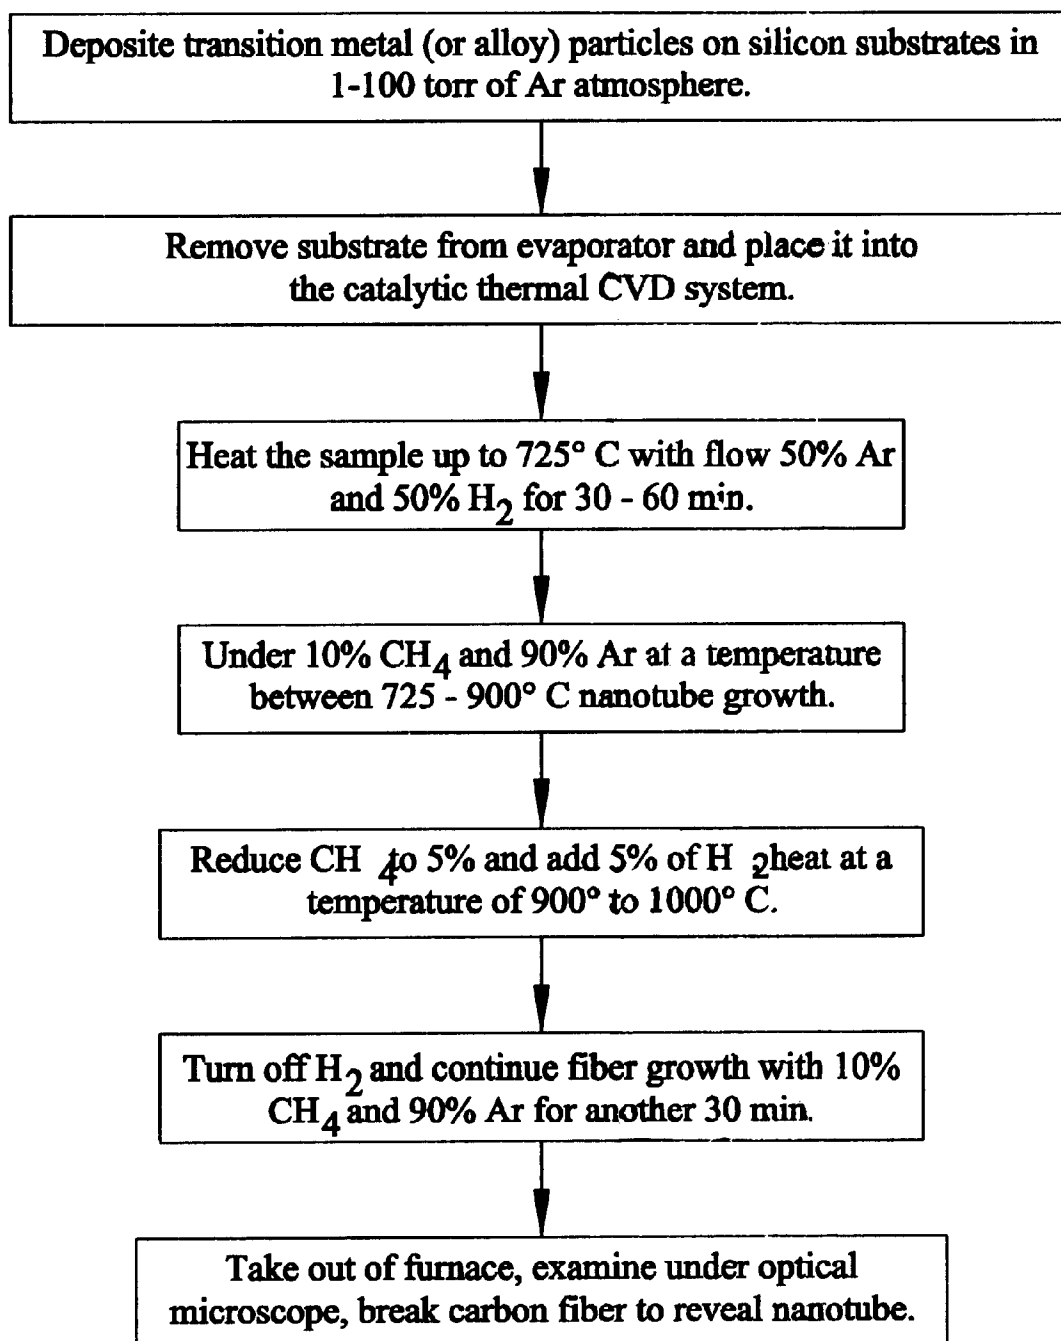 Deposite transition metal (or alloy) particles on silicon substrates in
1-100 torr of Ar atmosphere.
Remove substrate from evaporator and place it into
the catalytic thermal CVD system.
Heat the sample up to 725° C with flow 50% Ar
and 50% H2 for 30 - 60 min.
Under 10% CH4 and 90% Ar at a temperature
between 725 - 900° C nanotube growth.
Reduce CH 4 to 5% and add 5% of H 2 heat at a
temperature of 900° to 1000° C.
Turn off H2 and continue fiber growth with 10%
CH4 and 90% Ar for another 30 min.
Take out of furnace, examine under optical
microscope, break carbon fiber to reveal nanotube.